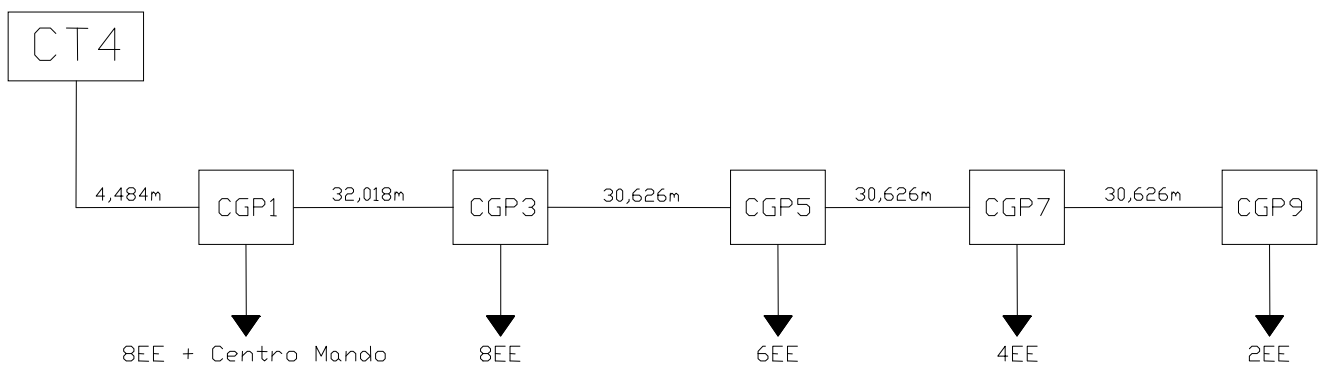 CT4
4,484m
32,018m
30,626m
30,626m
30,626m
CGP1
CGP3
CGP5
CGP7
CGP9
8EE + Centro Mando
8EE
6EE
4EE
2EE